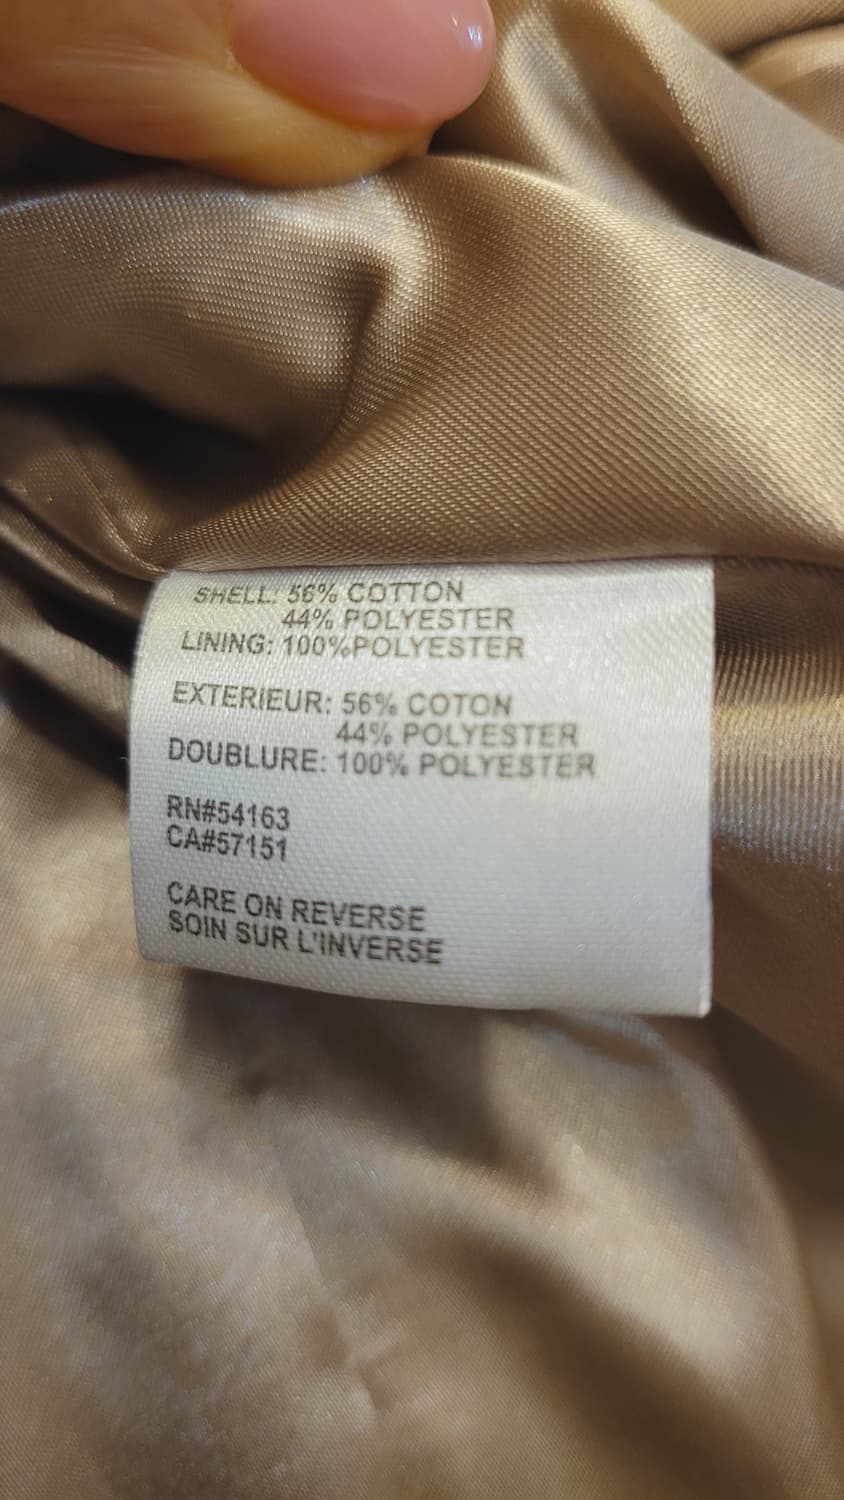 SHELL: 56% COTTON
44% POLYESTER
LINING: 100%POLYESTER
EXTERIEUR: 56% COTON
44% POLYESTER
DOUBLURE: 100% POLYESTER
RN#54163
CA#57151
CARE ON REVERSE
SOIN SUR L'INVERSE